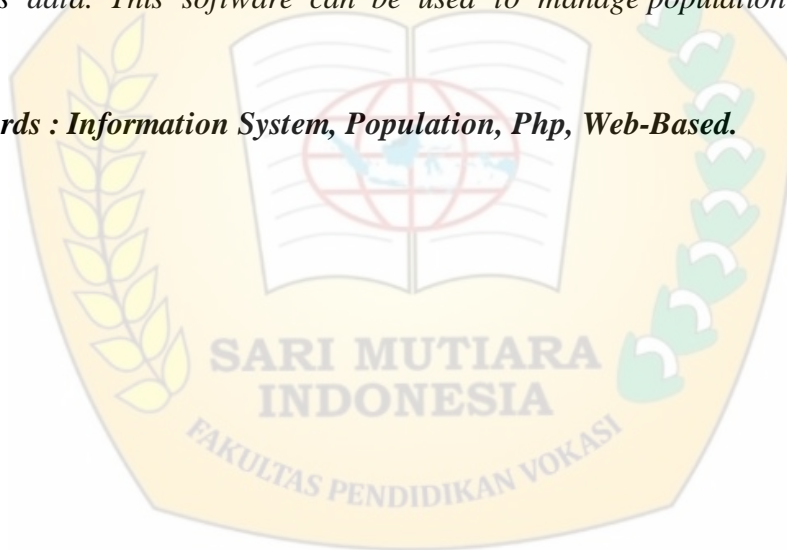 s data. This software can be used to manage population
rds : Information System, Population, Php, Web-Based.
SARI MUTIARA
INDONESIA
FAKULTAS PENDIDIKAN VOKASI